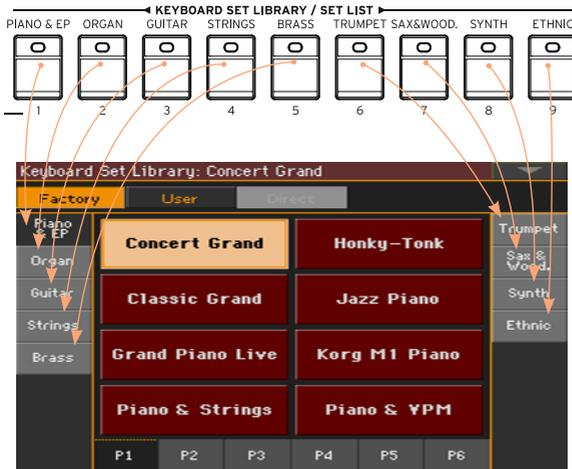 KEYBOARD SET LIBRARY / SET LIST
PIANO & EP ORGAN GUITAR STRINGS BRASS TRUMPET SAX&WOOD. SYNTH ETHNIC
1 2 3 4 5 6 7 8 9
Keyboard Set Library: Concert Grand
Factory User Direct
Piano & EP
Organ
Guitar
Strings
Brass
Concert Grand Honky-Tonk
Classic Grand Jazz Piano
Grand Piano Live Korg M1 Piano
Piano & Strings Piano & VPM
Trumpet
Sax & Wood.
Synth
Ethnic
P1 P2 P3 P4 P5 P6